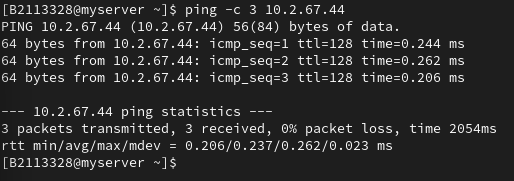 [B2113328@myserver ~]$ ping -c 3 10.2.67.44
PING 10.2.67.44 (10.2.67.44) 56(84) bytes of data.
64 bytes from 10.2.67.44: icmp_seq=1 ttl=128 time=0.244 ms
64 bytes from 10.2.67.44: icmp_seq=2 ttl=128 time=0.262 ms
64 bytes from 10.2.67.44: icmp_seq=3 ttl=128 time=0.206 ms

--- 10.2.67.44 ping statistics ---
3 packets transmitted, 3 received, 0% packet loss, time 2054ms
rtt min/avg/max/mdev = 0.206/0.237/0.262/0.023 ms
[B2113328@myserver ~]$